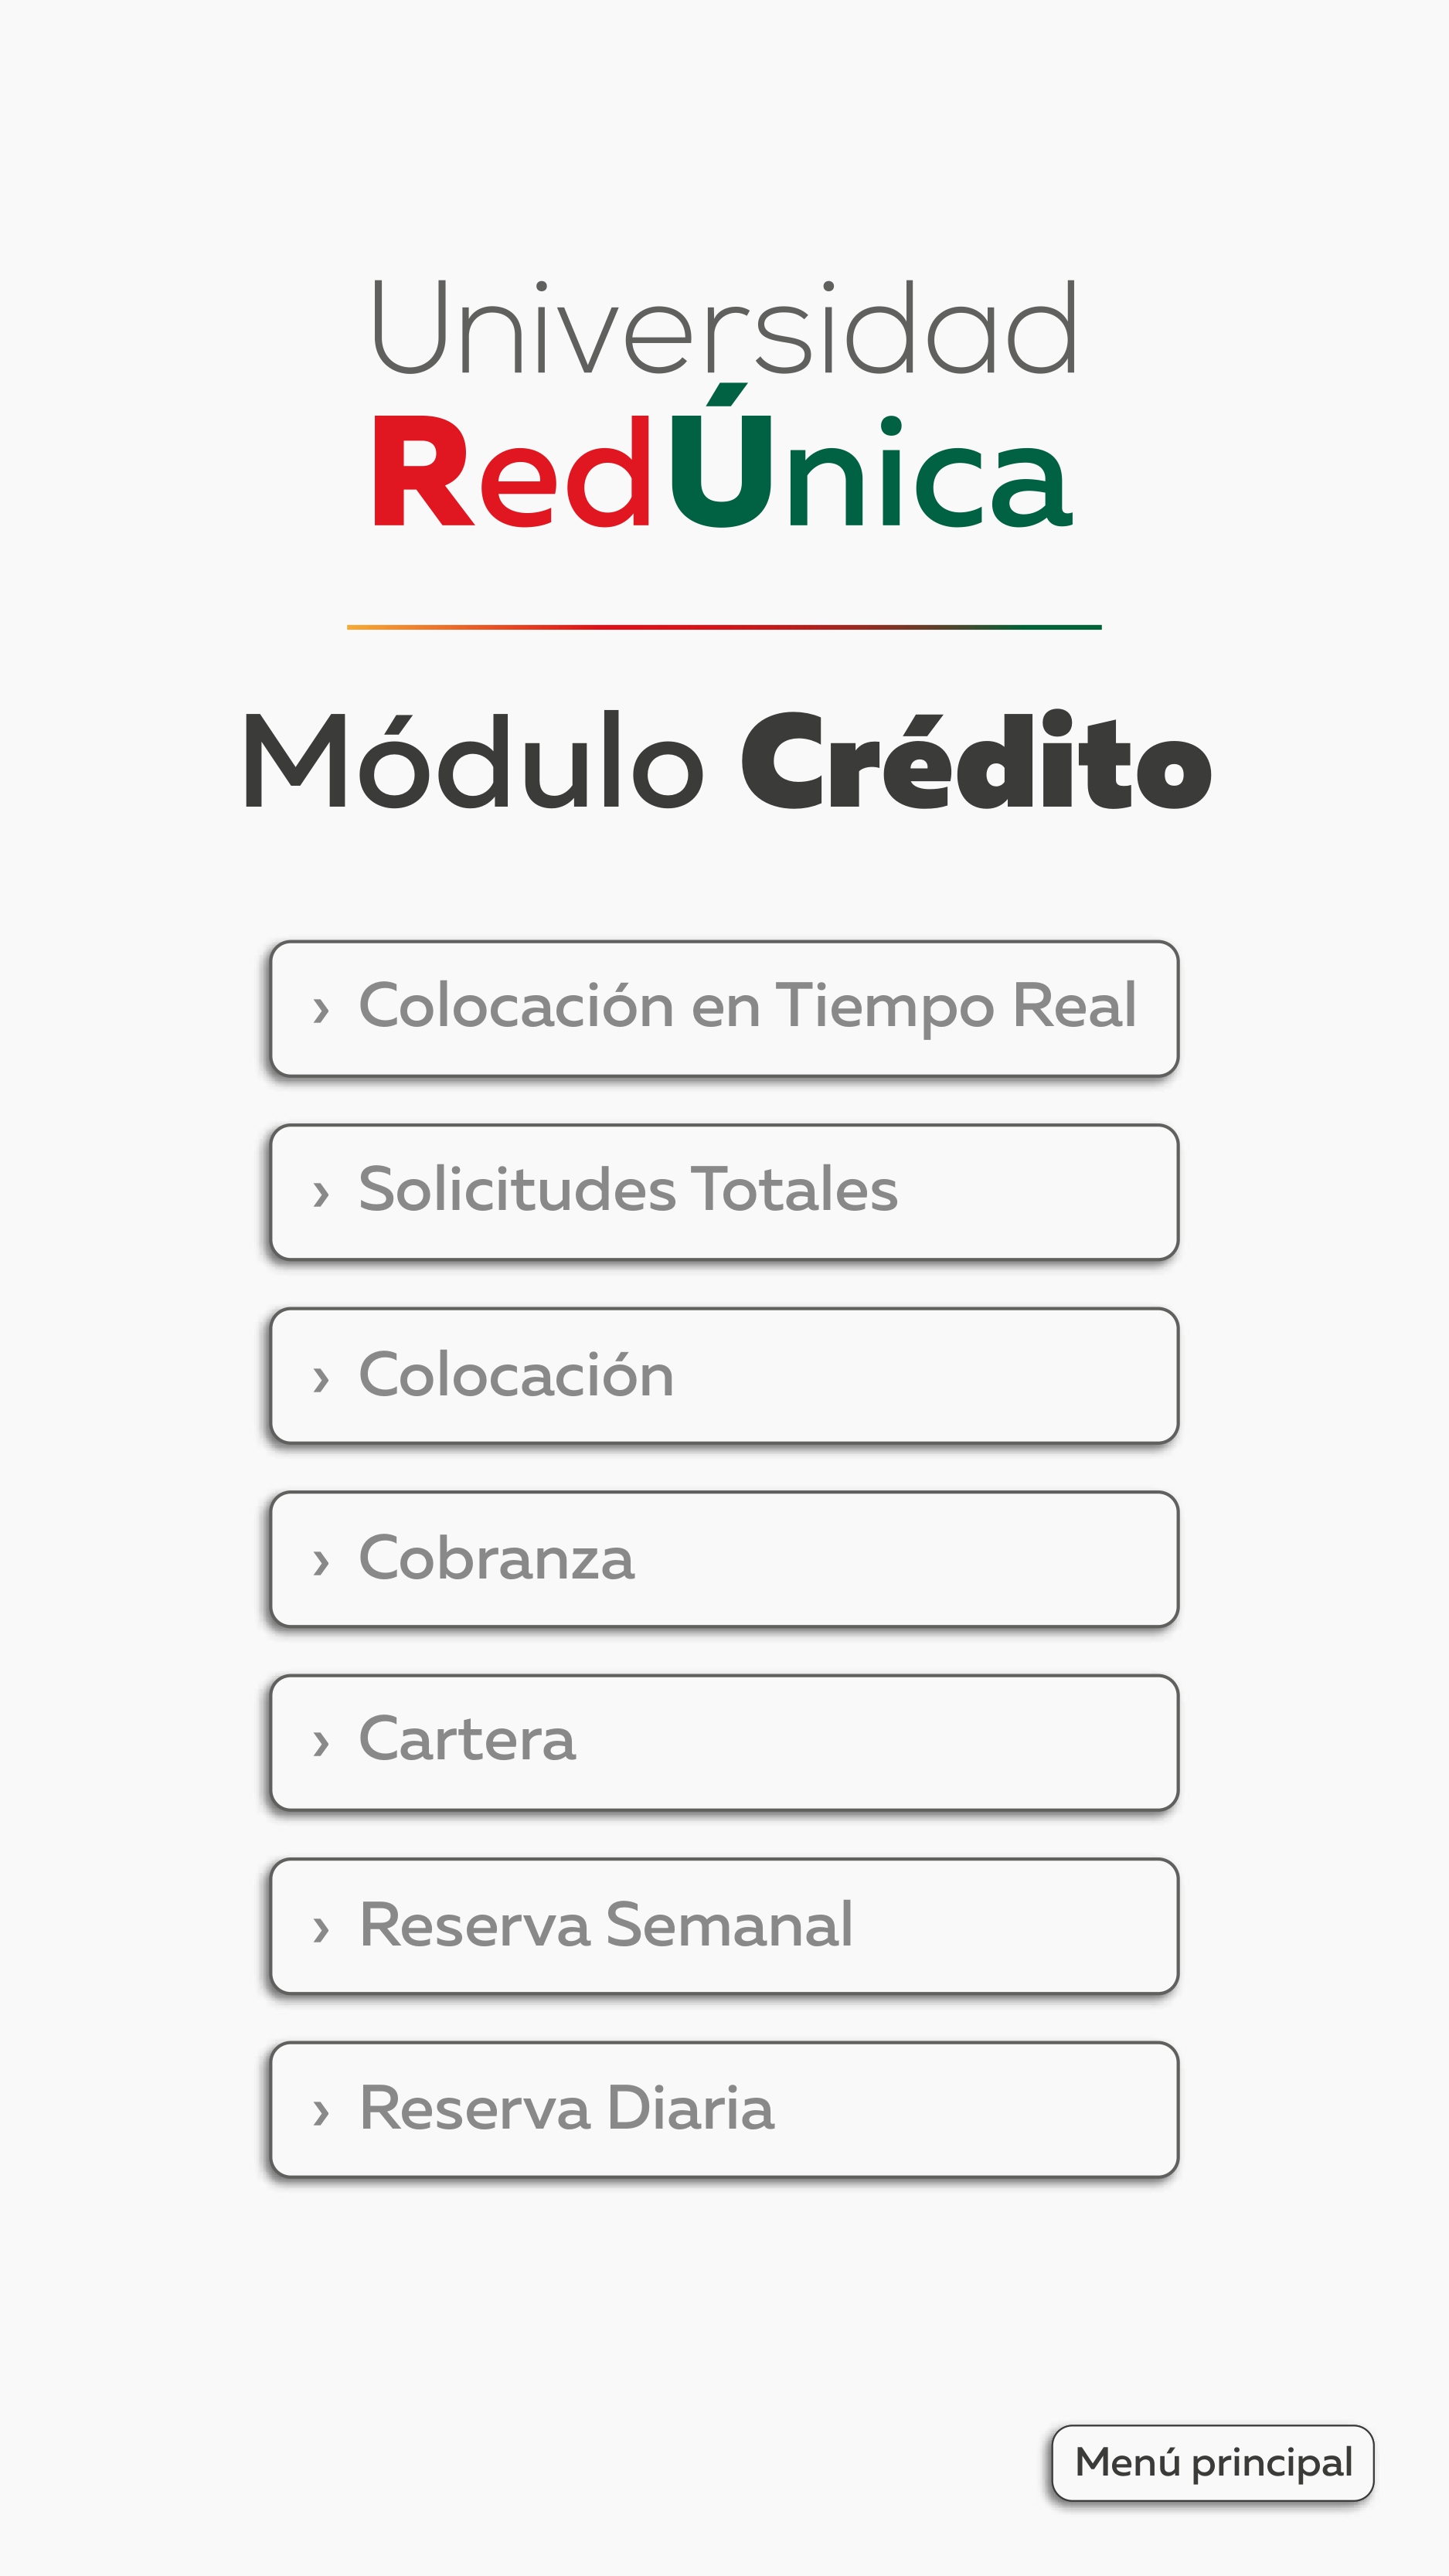 Universidad
RedÚnica
Módulo Crédito
› Colocación en Tiempo Real
› Solicitudes Totales
› Colocación
› Cobranza
› Cartera
› Reserva Semanal
› Reserva Diaria
Menú principal